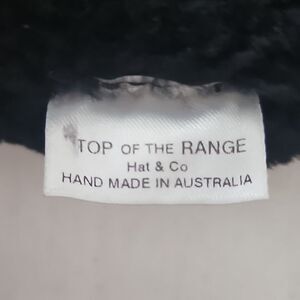 TOP OF THE RANGE
Hat & Co
HAND MADE IN AUSTRALIA